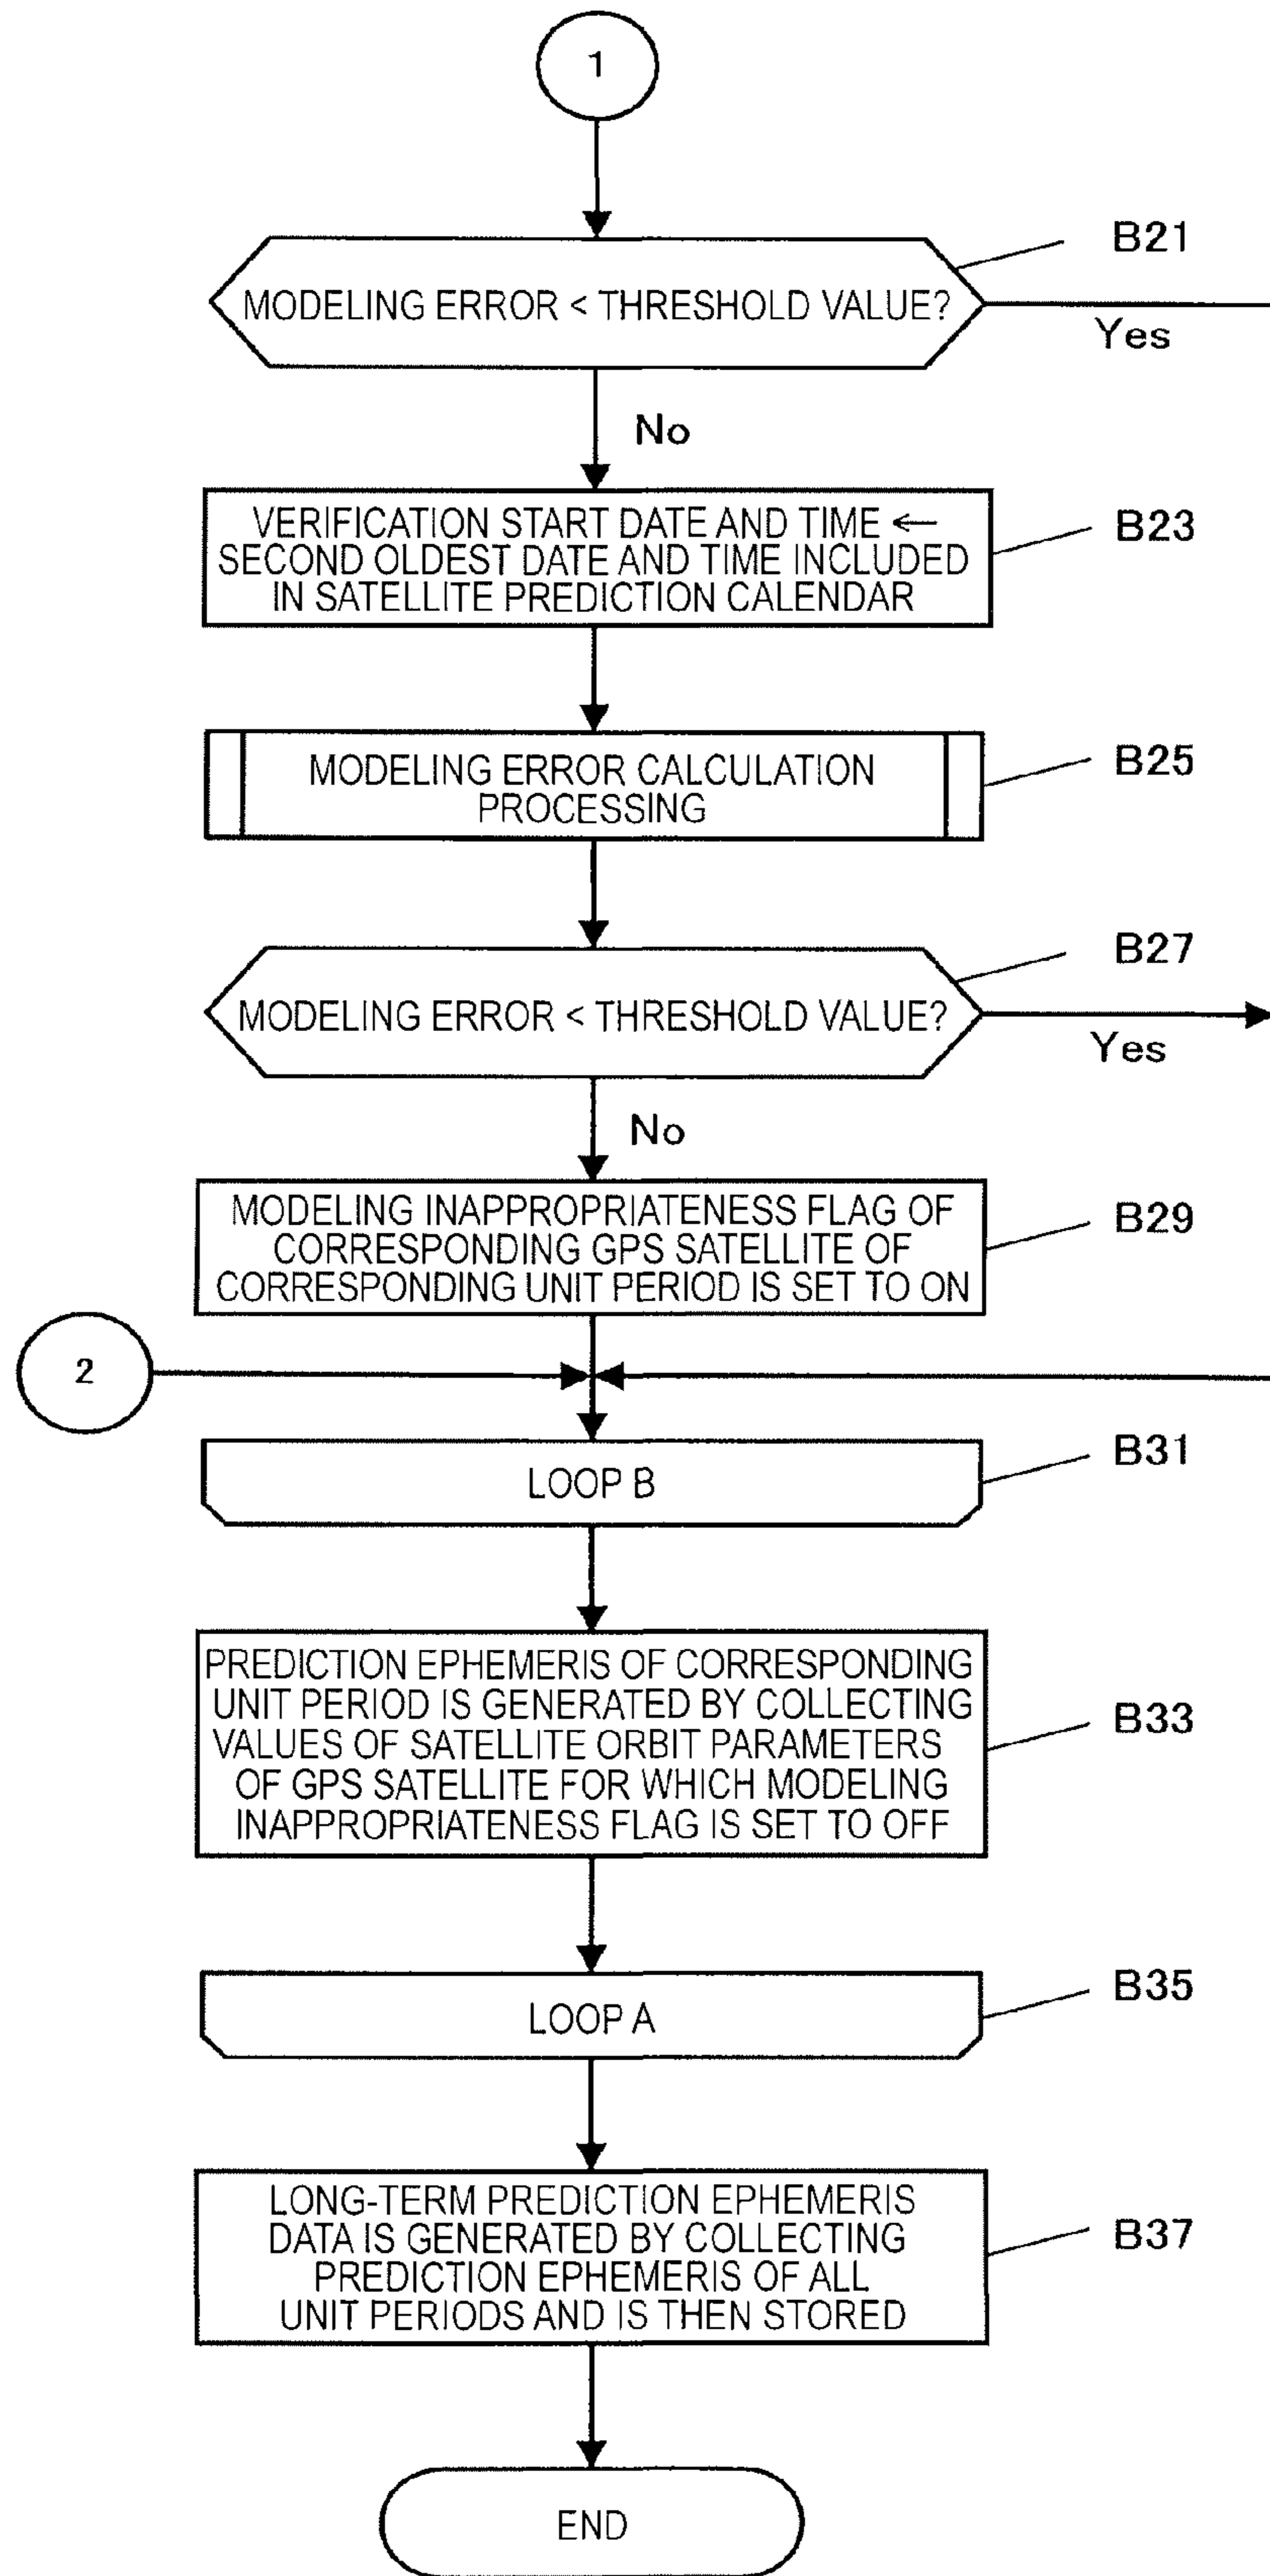 1
B21
MODELING ERROR < THRESHOLD VALUE?
Yes
No
VERIFICATION START DATE AND TIME ←
SECOND OLDEST DATE AND TIME INCLUDED
IN SATELLITE PREDICTION CALENDAR
B23
MODELING ERROR CALCULATION
PROCESSING
B25
B27
MODELING ERROR < THRESHOLD VALUE?
Yes
No
MODELING INAPPROPRIATENESS FLAG OF
CORRESPONDING GPS SATELLITE OF
CORRESPONDING UNIT PERIOD IS SET TO ON
B29
2
B31
LOOP B
PREDICTION EPHEMERIS OF CORRESPONDING
UNIT PERIOD IS GENERATED BY COLLECTING
VALUES OF SATELLITE ORBIT PARAMETERS
OF GPS SATELLITE FOR WHICH MODELING
INAPPROPRIATENESS FLAG IS SET TO OFF
B33
B35
LOOP A
LONG-TERM PREDICTION EPHEMERIS
DATA IS GENERATED BY COLLECTING
PREDICTION EPHEMERIS OF ALL
UNIT PERIODS AND IS THEN STORED
B37
END